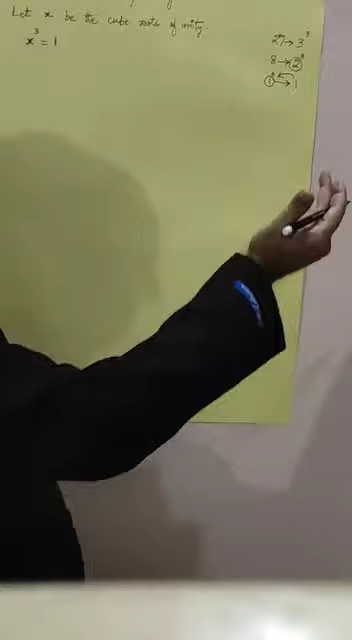 Let x be the cube roots of unity.
x³ = 1
27 → 3³
8 → 2³
1 → 1